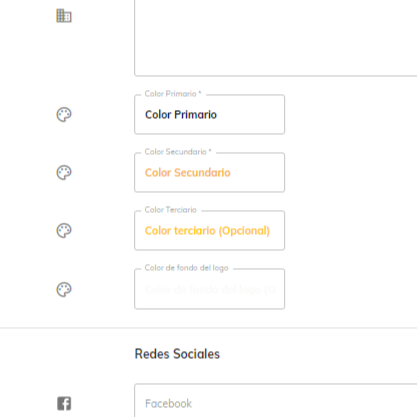 Color Primario *
Color Primario
Color Secundario *
Color Secundario
Color Terciario
Color terciario (Opcional)
Color de fondo del logo
Color de fondo del logo
Redes Sociales
Facebook